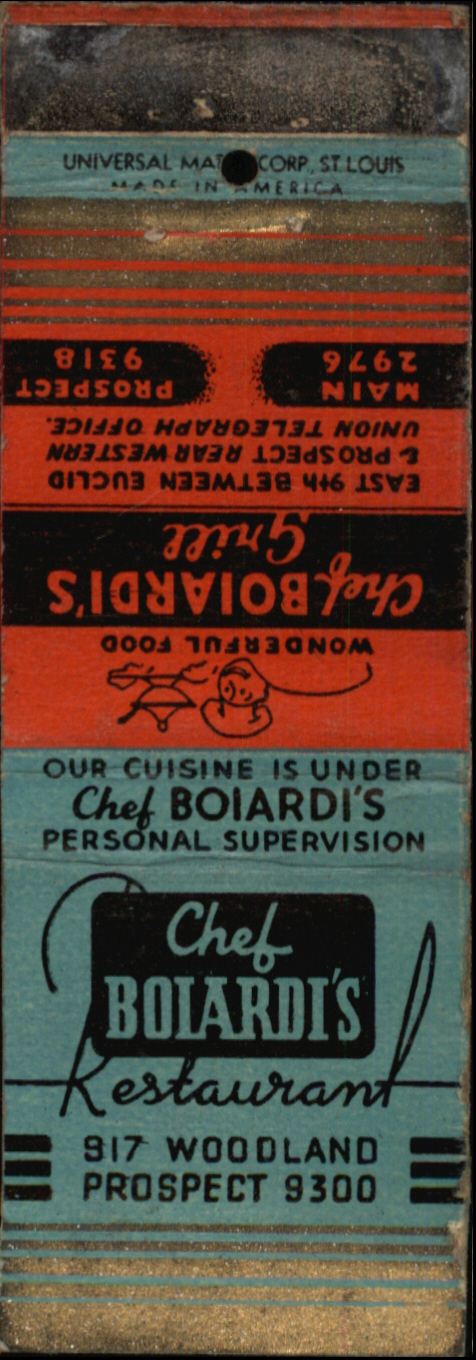 UNIVERSAL MATCH CORP., ST. LOUIS
MADE IN AMERICA
WONDERFUL FOOD
Chef BOIARDI'S
Grill
EAST 9th BETWEEN EUCLID
& PROSPECT REAR WESTERN
UNION TELEGRAPH OFFICE.
MAIN
2976
PROSPECT
9318
OUR CUISINE IS UNDER
Chef BOIARDI'S
PERSONAL SUPERVISION
Chef
BOIARDI'S
Restaurant
917 WOODLAND
PROSPECT 9300